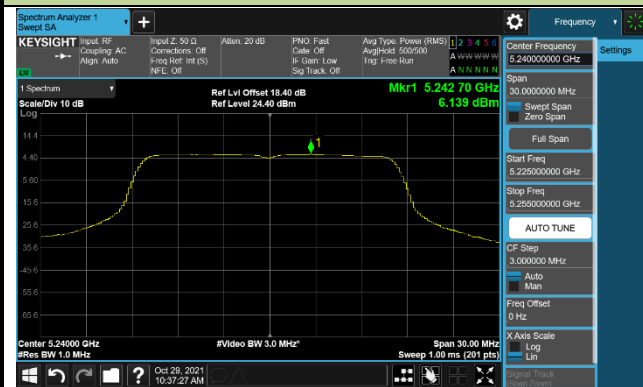 Spectrum Analyzer 1
Swept SA
Frequency
KEYSIGHT
Input: RF
Coupling: AC
Align: Auto
Input Z: 50 Ω
Corrections: Off
Freq Ref: Int (S)
NFE: Off
Atten: 20 dB
PNO: Fast
Gate: Off
IF Gain: Low
Sig Track: Off
Avg Type: Power (RMS)
Avg|Hold: 500/500
Trig: Free Run
1 2 3 4 5 6
A W W W W W
A N N N N N
LXI
1 Spectrum
Scale/Div 10 dB
Log
Ref Lvl Offset 18.40 dB
Ref Level 24.40 dBm
Mkr1 5.242 70 GHz
6.139 dBm
1
14.4
4.40
-5.60
-15.6
-25.6
-35.6
-45.6
-55.6
-65.6
Center 5.24000 GHz
#Res BW 1.0 MHz
#Video BW 3.0 MHz*
Span 30.00 MHz
Sweep 1.00 ms (201 pts)
Oct 29, 2021
10:37:27 AM
?
Center Frequency
5.240000000 GHz
Span
30.0000000 MHz
Swept Span
Zero Span
Full Span
Start Freq
5.225000000 GHz
Stop Freq
5.255000000 GHz
AUTO TUNE
CF Step
3.000000 MHz
Auto
Man
Freq Offset
0 Hz
X Axis Scale
Log
Lin
Signal Track
(Span Zoom)
Settings